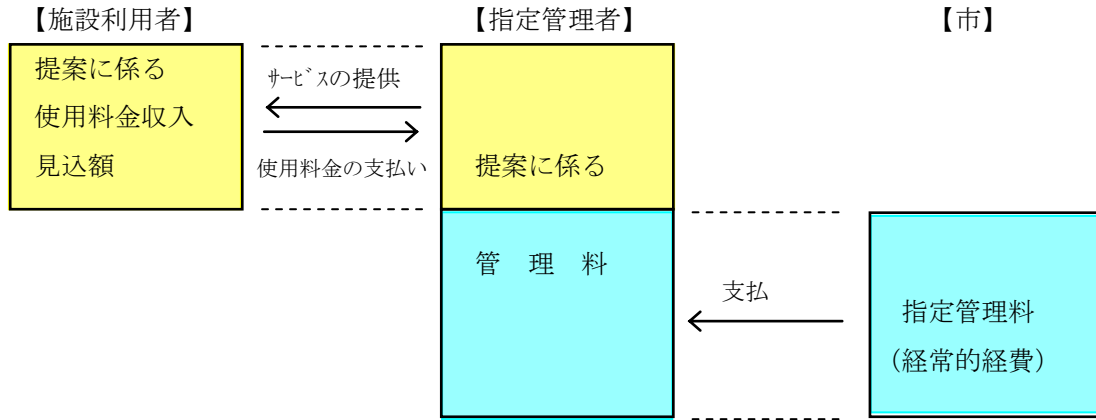 【施設利用者】
【指定管理者】
【市】
提案に係る
使用料金収入
見込額
ｻｰﾋﾞｽの提供
使用料金の支払い
提案に係る
管　理　料
支払
指定管理料
（経常的経費）